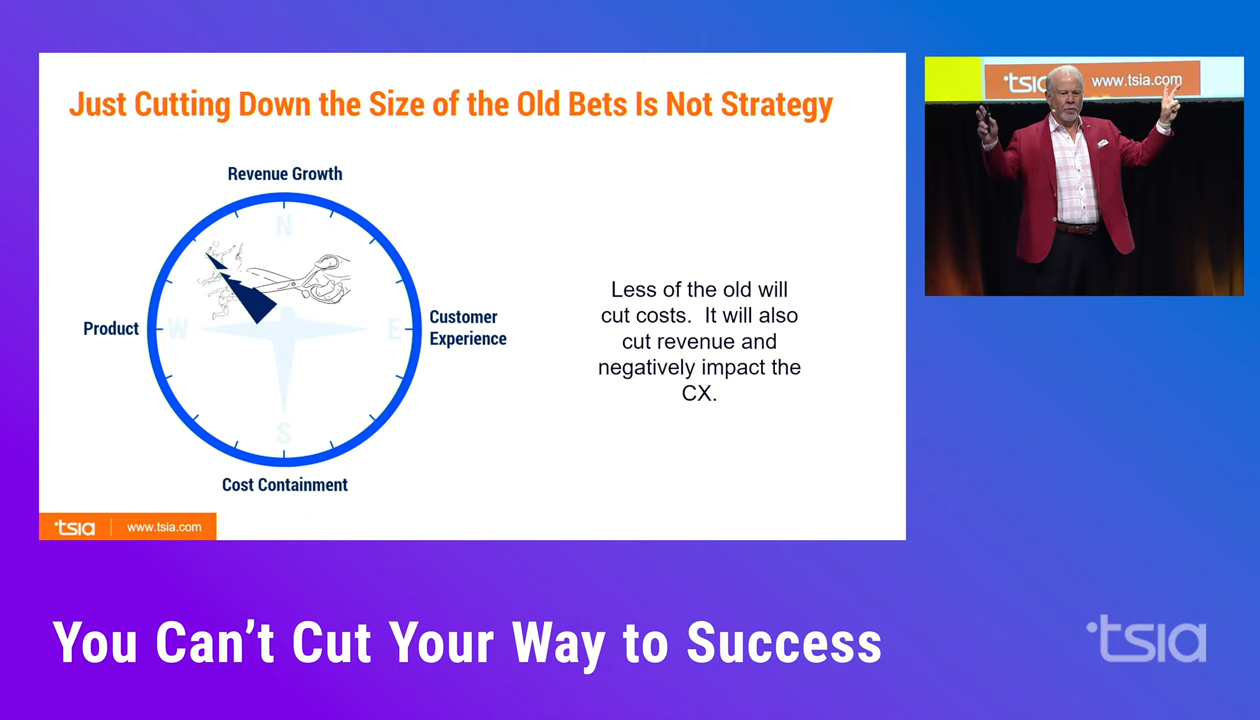 Just Cutting Down the Size of the Old Bets Is Not Strategy
Revenue Growth
N
Product
W
E
Customer
Experience
S
Cost Containment
Less of the old will
cut costs. It will also
cut revenue and
negatively impact the
CX.
tsia www.tsia.com
tsia www.tsia.com
You Can’t Cut Your Way to Success
tsia